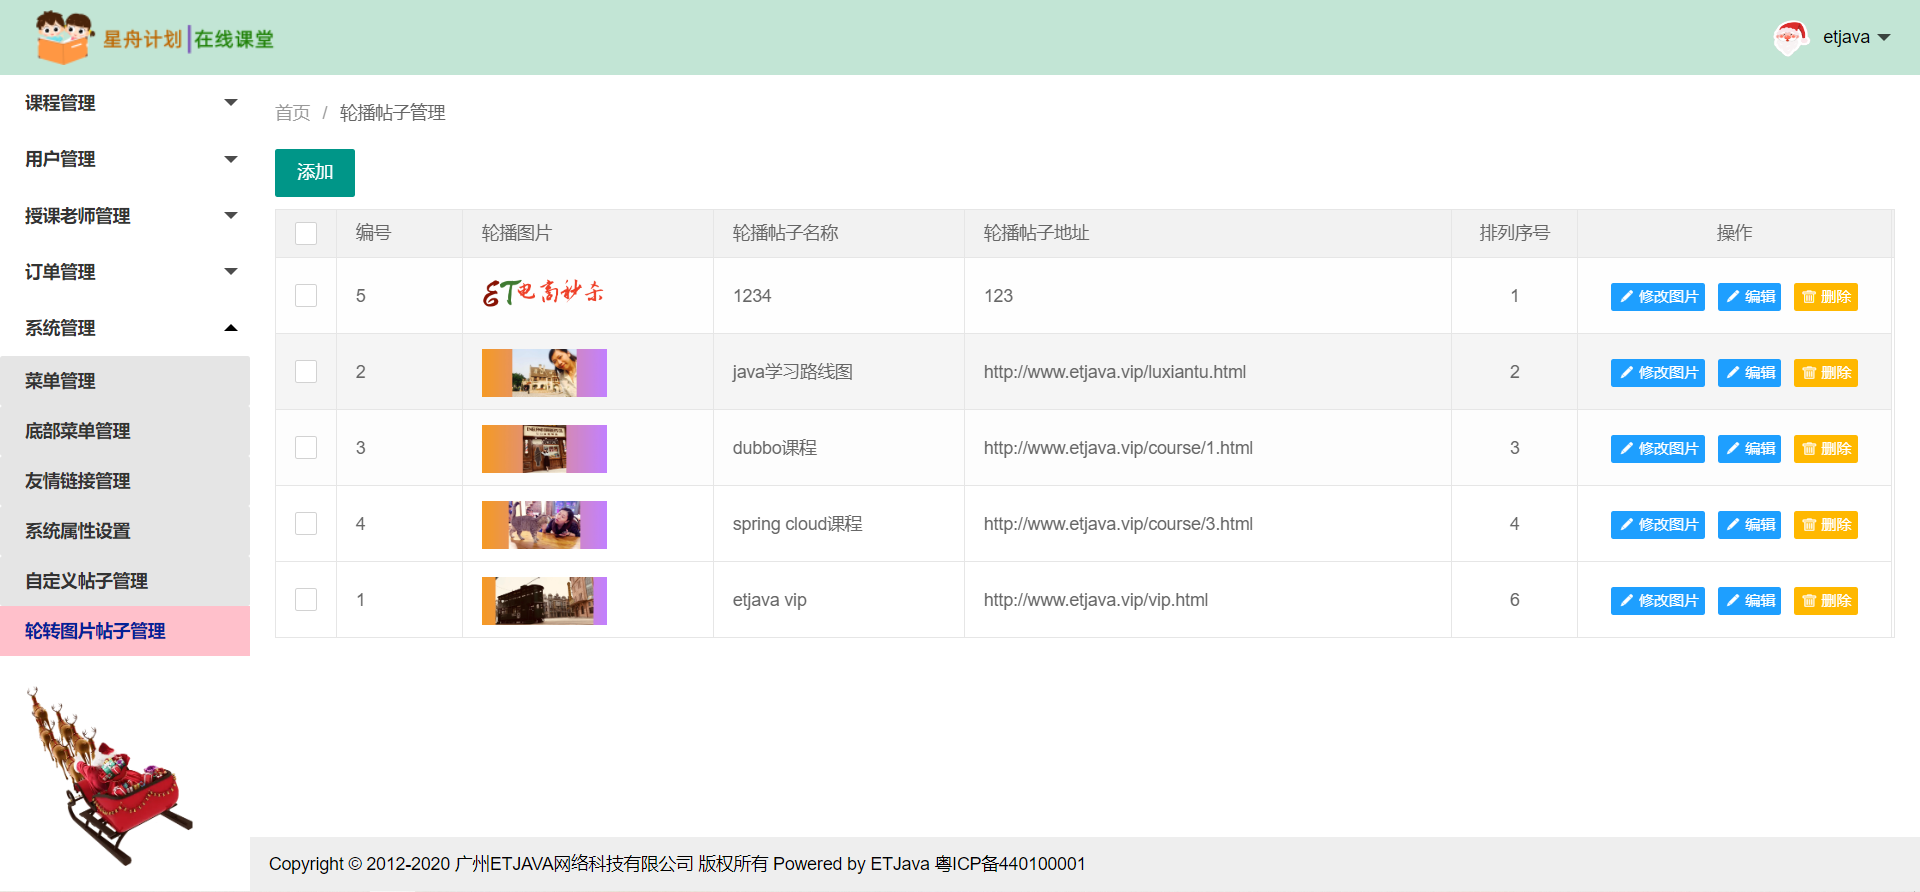 星舟计划|在线课堂
etjava
课程管理
用户管理
授课老师管理
订单管理
系统管理
菜单管理
底部菜单管理
友情链接管理
系统属性设置
自定义帖子管理
轮转图片帖子管理
首页 / 轮播帖子管理
添加
编号 轮播图片 轮播帖子名称 轮播帖子地址 排列序号 操作
5 ET电商秒杀 1234 123 1 修改图片 编辑 删除
2 java学习路线图 http://www.etjava.vip/luxiantu.html 2 修改图片 编辑 删除
3 dubbo课程 http://www.etjava.vip/course/1.html 3 修改图片 编辑 删除
4 spring cloud课程 http://www.etjava.vip/course/3.html 4 修改图片 编辑 删除
1 etjava vip http://www.etjava.vip/vip.html 6 修改图片 编辑 删除
Copyright © 2012-2020 广州ETJAVA网络科技有限公司 版权所有 Powered by ETJava 粤ICP备440100001